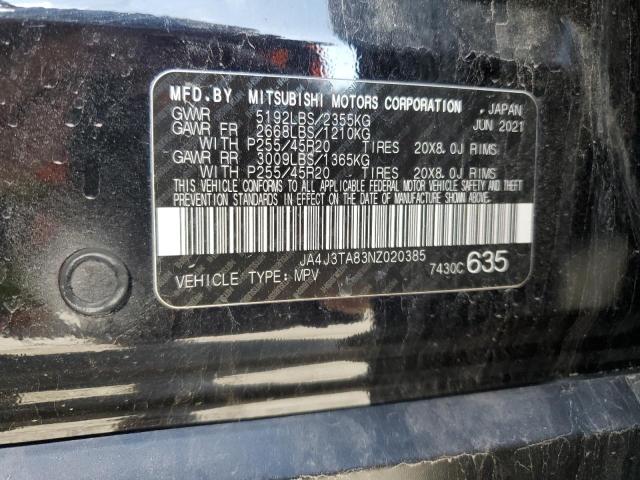 MFD.BY MITSUBISHI MOTORS CORPORATION JAPAN
GVWR 5192LBS/2355KG JUN 2021
GAWR FR 2668LBS/1210KG
WITH P255/45R20 TIRES 20X8.0J RIMS
GAWR RR 3009LBS/1365KG
WITH P255/45R20 TIRES 20X8.0J RIMS
THIS VEHICLE CONFORMS TO ALL APPLICABLE FEDERAL MOTOR VEHICLE SAFETY AND THEFT
PREVENTION STANDARDS IN EFFECT ON THE DATE OF MANUFACTURE SHOWN ABOVE.
JA4J3TA83NZ020385
VEHICLE TYPE: MPV 7430C 635